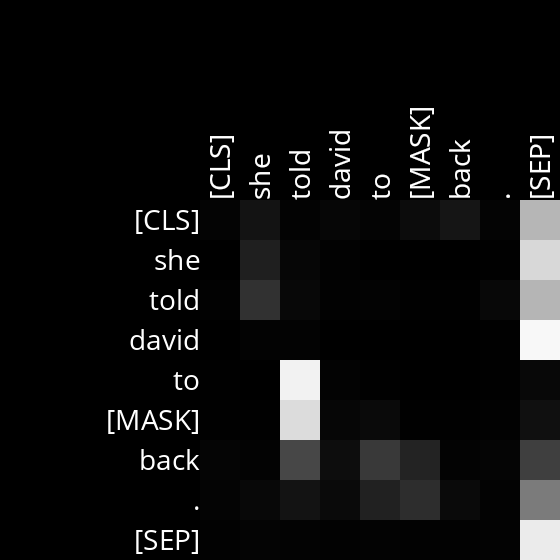 [CLS] she told david to [MASK] back . [SEP]
[CLS]
she
told
david
to
[MASK]
back
.
[SEP]